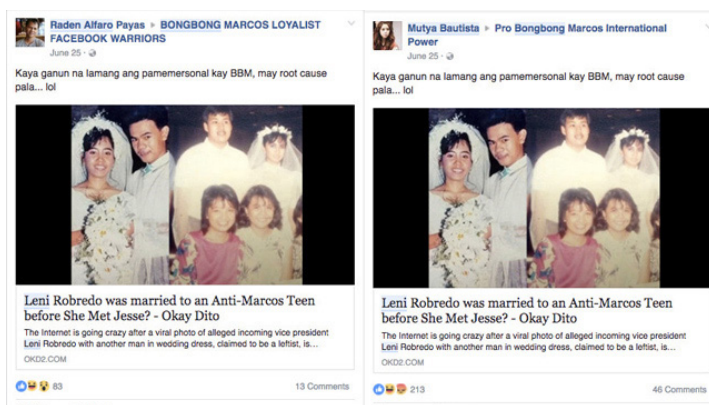 Raden Alfaro Payas ▸ BONGBONG MARCOS LOYALIST
FACEBOOK WARRIORS
June 25 ·
Kaya ganun na lamang ang pamemersonal kay BBM, may root cause
pala... lol
Leni Robredo was married to an Anti-Marcos Teen
before She Met Jesse? - Okay Dito
The Internet is going crazy after a viral photo of alleged incoming vice president
Leni Robredo with another man in wedding dress, claimed to be a leftist, is...
OKD2.COM
83
13 Comments
Mutya Bautista ▸ Pro Bongbong Marcos International
Power
June 25 ·
Kaya ganun na lamang ang pamemersonal kay BBM, may root cause
pala... lol
Leni Robredo was married to an Anti-Marcos Teen
before She Met Jesse? - Okay Dito
The Internet is going crazy after a viral photo of alleged incoming vice president
Leni Robredo with another man in wedding dress, claimed to be a leftist, is...
OKD2.COM
213
46 Comments